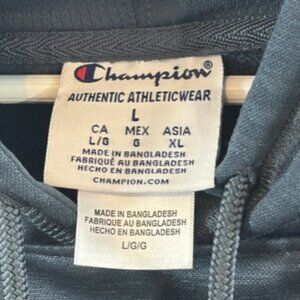 Champion®
AUTHENTIC ATHLETICWEAR
L
CA MEX ASIA
L/G G XL
MADE IN BANGLADESH
FABRIQUÉ AU BANGLADESH
HECHO EN BANGLADESH
CHAMPION.COM
MADE IN BANGLADESH
FABRIQUE AU BANGLADESH
HECHO EN BANGLADESH
L/G/G